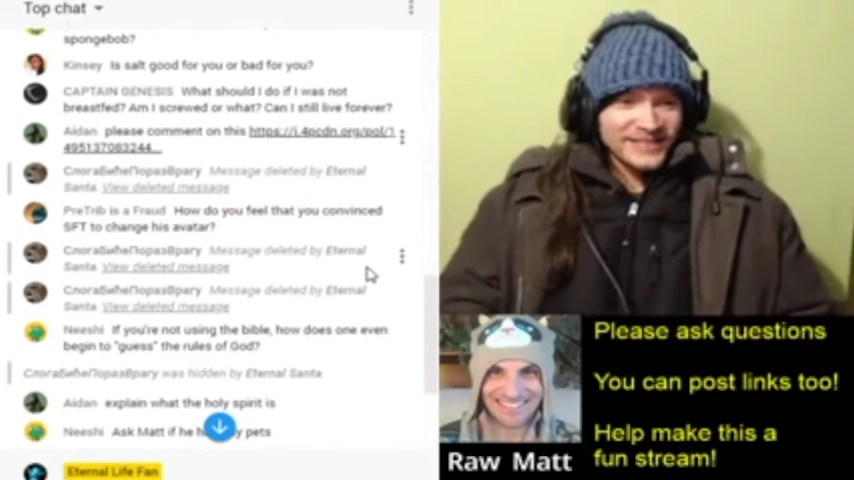 Top chat
spongebob?
Kinsey Is salt good for you or bad for you?
CAPTAIN GENESIS What should I do if I was not
breastfed? Am I screwed or what? Can I still live forever?
Aidan please comment on this https://i.4pcdn.org/pol/1
495137083244...
СлогаБићеПоразВрагу Message deleted by Eternal
Santa. View deleted message
PreTrib is a Fraud How do you feel that you convinced
SFT to change his avatar?
СлогаБићеПоразВрагу Message deleted by Eternal
Santa. View deleted message
СлогаБићеПоразВрагу Message deleted by Eternal
Santa. View deleted message
Neeshi If you're not using the bible, how does one even
begin to "guess" the rules of God?
СлогаБићеПоразВрагу was hidden by Eternal Santa.
Aidan explain what the holy spirit is
Neeshi Ask Matt if he pets
Eternal Life Fan
Please ask questions
You can post links too!
Help make this a
fun stream!
Raw Matt